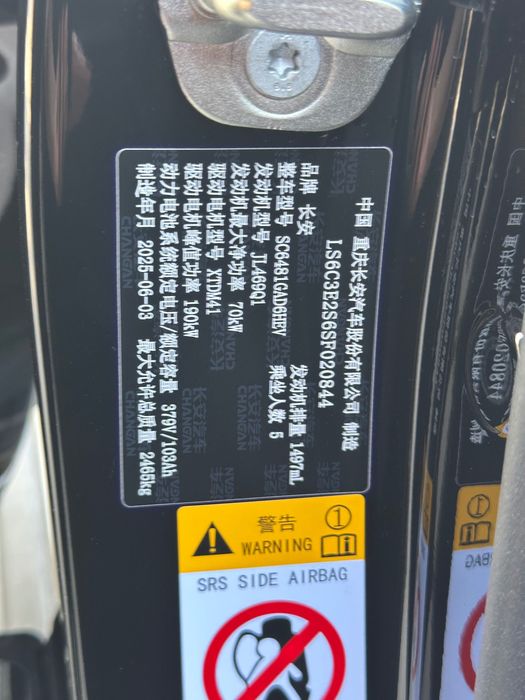 中国 重庆长安汽车股份有限公司 制造
LS6C3E2S6SF020844
品牌 长安
整车型号 SC6481GAD6HEV 发动机排量 1497mL
发动机型号 JL469Q1 乘坐人数 5
发动机最大净功率 70kW
驱动电机型号 XTDM41
驱动电机峰值功率 190kW
动力电池系统额定电压/额定容量 379V/103Ah
制造年月 2025-06-03 最大允许总质量 2465kg
警告
WARNING
SRS SIDE AIRBAG